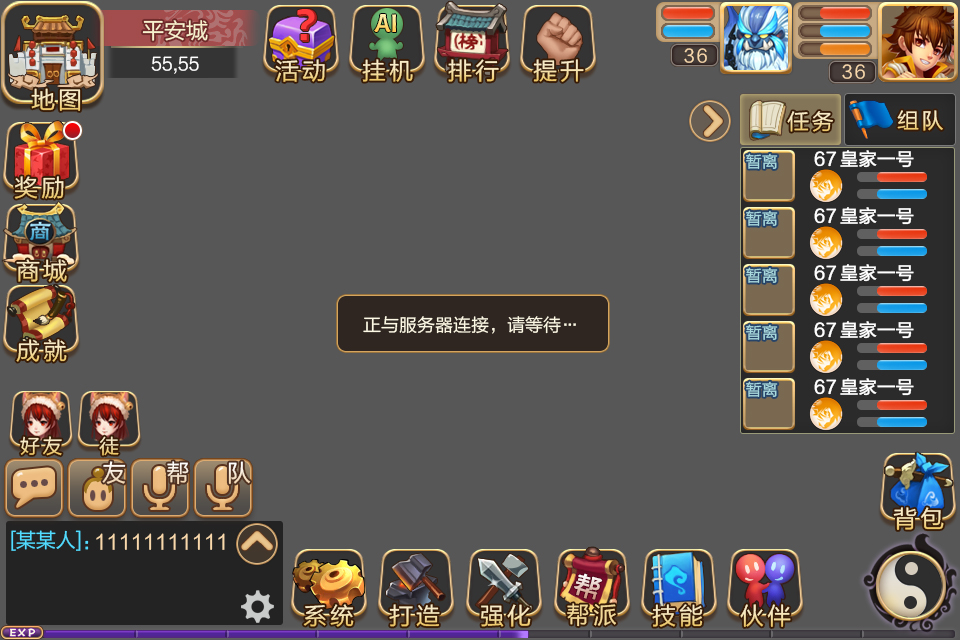 地图
平安城
55,55
活动
AI
挂机
榜
排行
提升
36
36
任务
组队
奖励
商
商城
成就
暂离
67 皇家一号
暂离
67 皇家一号
暂离
67 皇家一号
暂离
67 皇家一号
暂离
67 皇家一号
正与服务器连接，请等待…
好友
徒
友
帮
队
[某某人]：11111111111
背包
系统
打造
强化
帮
帮派
技能
伙伴
EXP